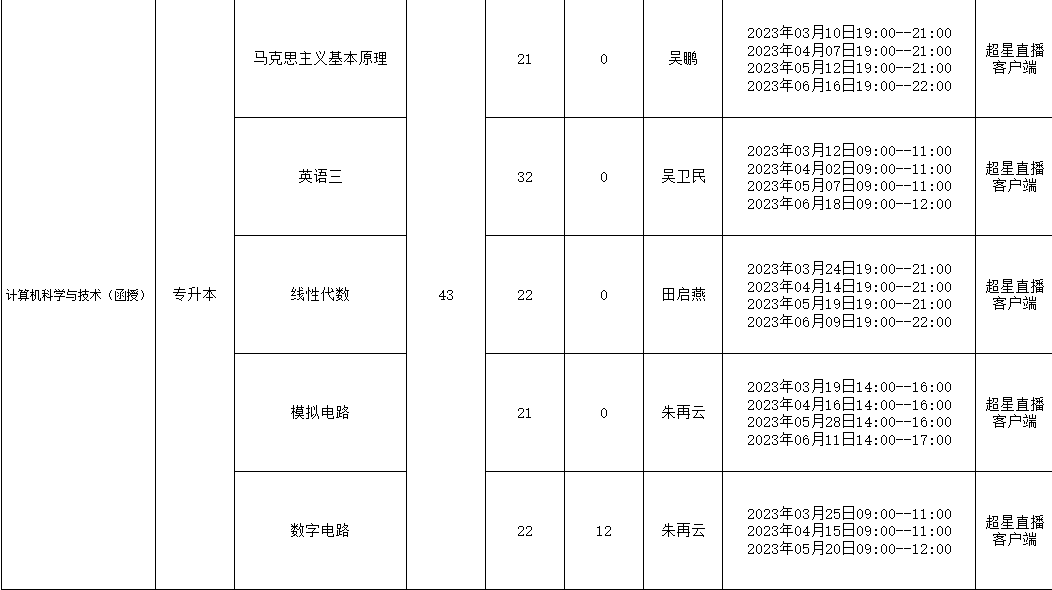 马克思主义基本原理
21
0
吴鹏
2023年03月10日19:00--21:00
2023年04月07日19:00--21:00
2023年05月12日19:00--21:00
2023年06月16日19:00--22:00
超星直播
客户端
英语三
32
0
吴卫民
2023年03月12日09:00--11:00
2023年04月02日09:00--11:00
2023年05月07日09:00--11:00
2023年06月18日09:00--12:00
超星直播
客户端
计算机科学与技术（函授）
专升本
线性代数
43
22
0
田启燕
2023年03月24日19:00--21:00
2023年04月14日19:00--21:00
2023年05月19日19:00--21:00
2023年06月09日19:00--22:00
超星直播
客户端
模拟电路
21
0
朱再云
2023年03月19日14:00--16:00
2023年04月16日14:00--16:00
2023年05月28日14:00--16:00
2023年06月11日14:00--17:00
超星直播
客户端
数字电路
22
12
朱再云
2023年03月25日09:00--11:00
2023年04月15日09:00--11:00
2023年05月20日09:00--12:00
超星直播
客户端